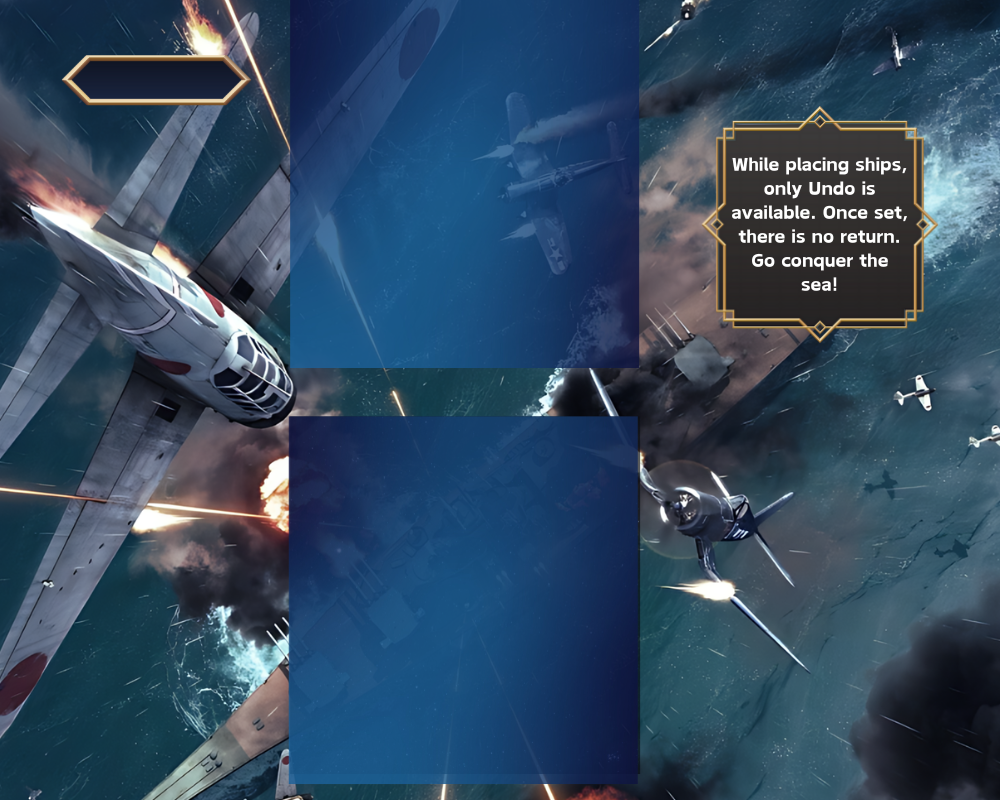 While placing ships,
only Undo is
available. Once set,
there is no return.
Go conquer the
sea!